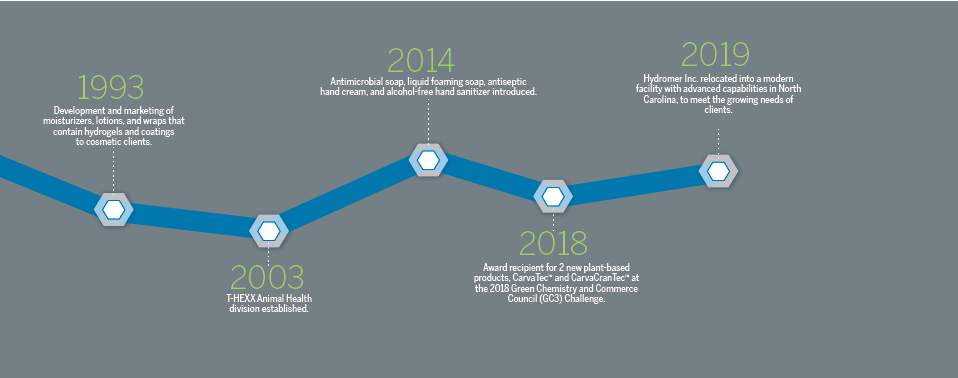 1993
Development and marketing of
moisturizers, lotions, and wraps that
contain hydrogels and coatings
to cosmetic clients.
2003
T-HEXX Animal Health
division established.
2014
Antimicrobial soap, liquid foaming soap, antiseptic
hand cream, and alcohol-free hand sanitizer introduced.
2018
Award recipient for 2 new plant-based
products, CarvaTec™ and CarvaCranTec™ at
the 2018 Green Chemistry and Commerce
Council (GC3) Challenge.
2019
Hydromer Inc. relocated into a modern
facility with advanced capabilities in North
Carolina, to meet the growing needs of
clients.